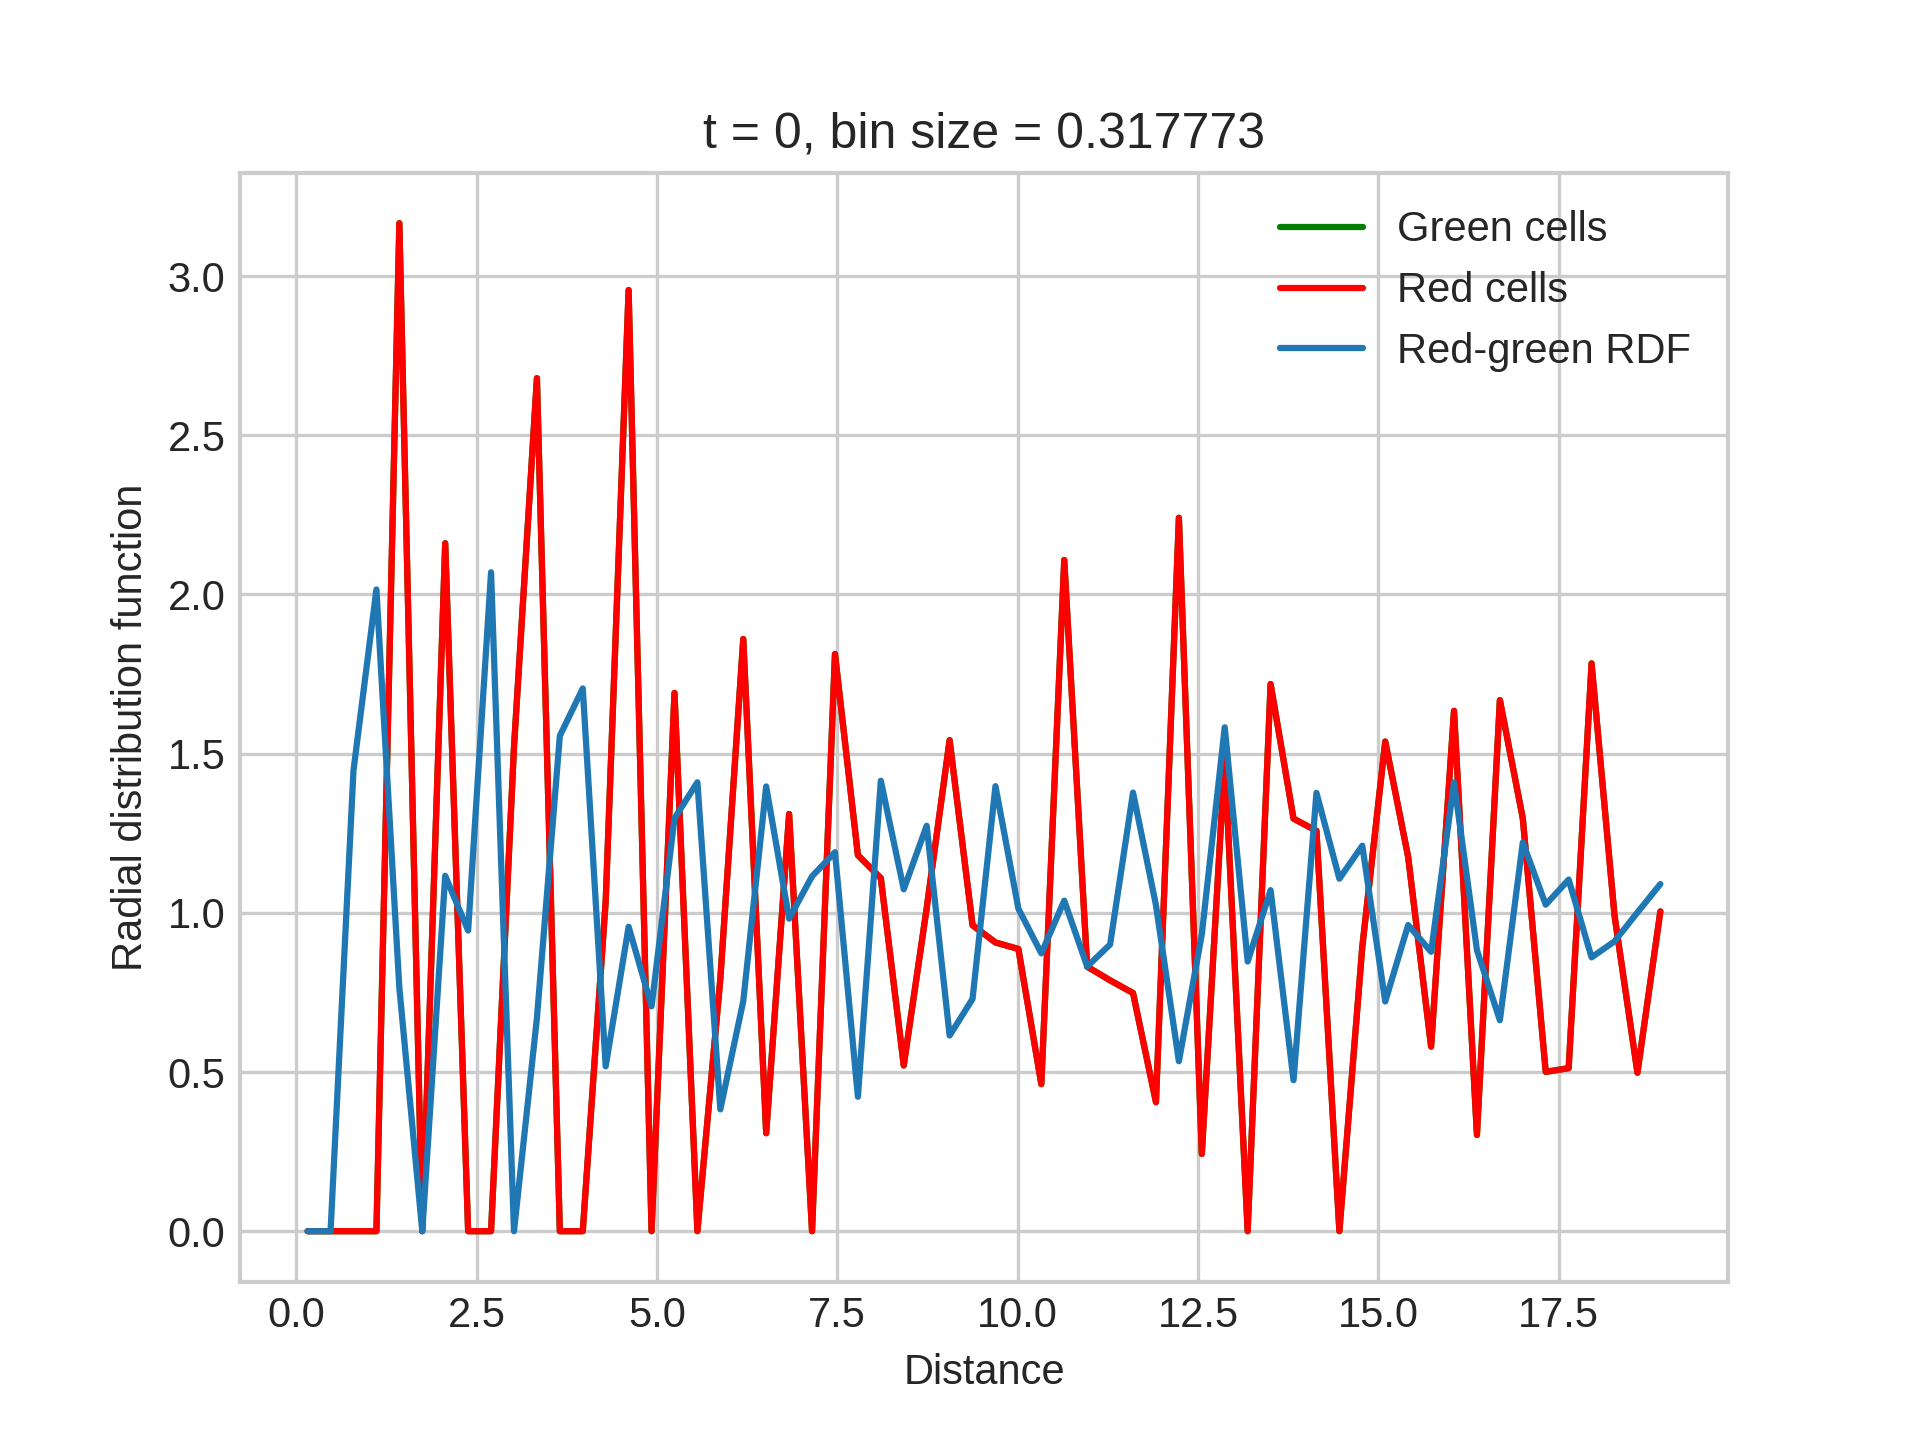 t = 0, bin size = 0.317773
Green cells
Red cells
Red-green RDF
Radial distribution function
3.0
2.5
2.0
1.5
1.0
0.5
0.0
0.0 2.5 5.0 7.5 10.0 12.5 15.0 17.5
Distance